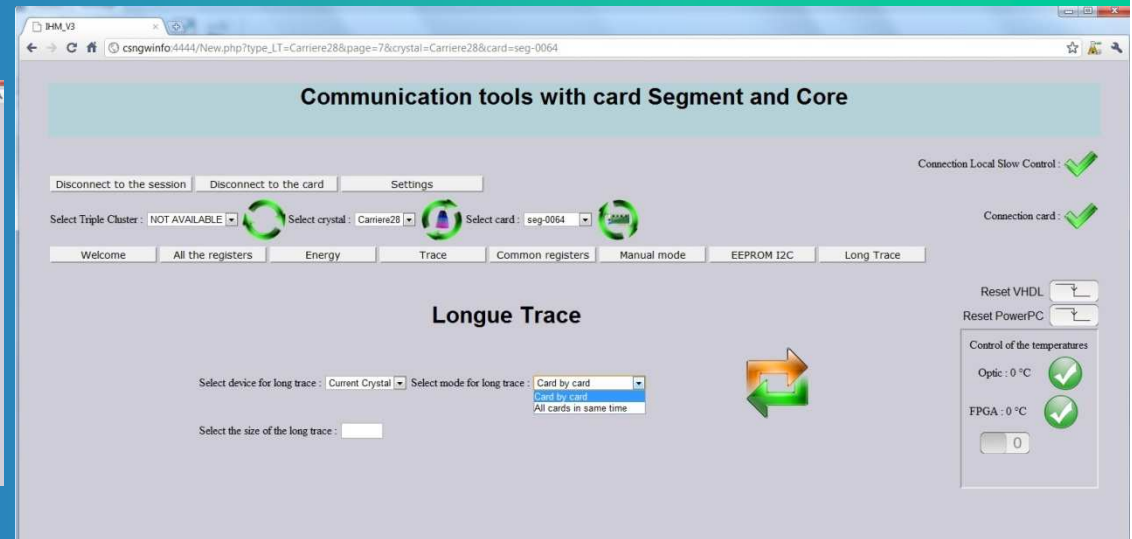 IHM_V3
csngwinfo:4444/New.php?type_LT=Carriere28&page=7&crystal=Carriere28&card=seg-0064
Communication tools with card Segment and Core
Connection Local Slow Control :
Disconnect to the session Disconnect to the card Settings
Select Triple Cluster : NOT AVAILABLE Select crystal : Carriere28 Select card : seg-0064
Connection card :
Welcome All the registers Energy Trace Common registers Manual mode EEPROM I2C Long Trace
Reset VHDL
Longue Trace
Reset PowerPC
Control of the temperatures
Optic : 0 °C
Select device for long trace : Current Crystal Select mode for long trace : Card by card
Card by card
All cards in same time
FPGA : 0 °C
Select the size of the long trace :
0